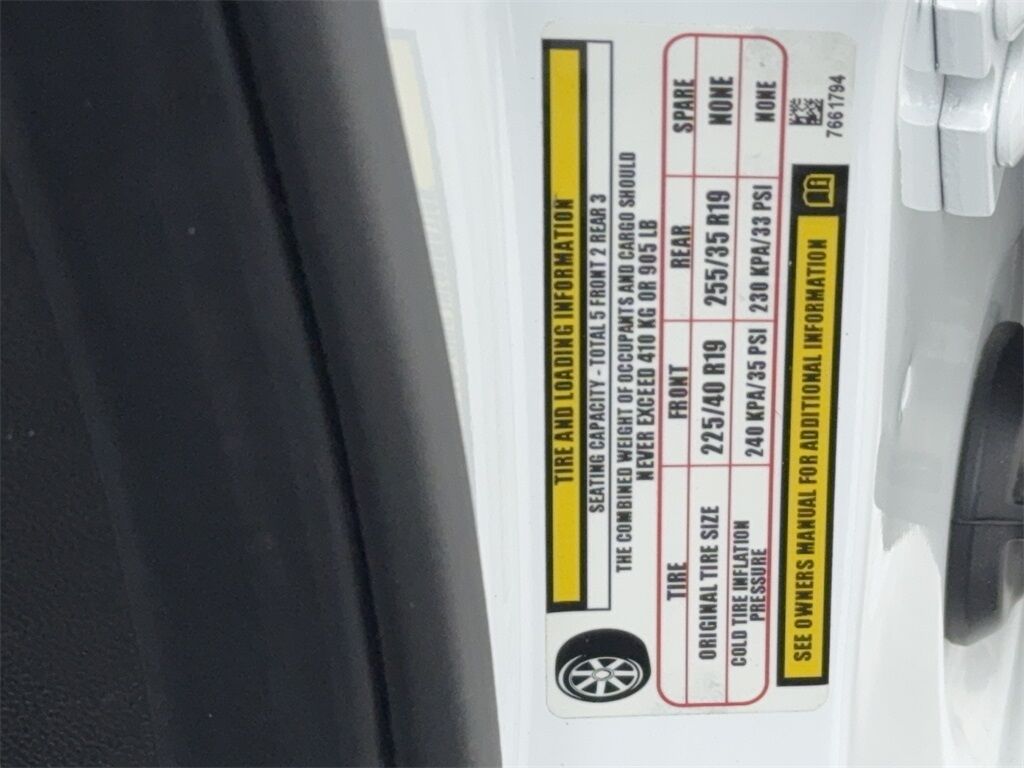 TIRE AND LOADING INFORMATION
SEATING CAPACITY - TOTAL 5 FRONT 2 REAR 3
THE COMBINED WEIGHT OF OCCUPANTS AND CARGO SHOULD
NEVER EXCEED 410 KG OR 905 LB
TIRE FRONT REAR SPARE
ORIGINAL TIRE SIZE 225/40 R19 255/35 R19 NONE
COLD TIRE INFLATION
PRESSURE 240 KPA/35 PSI 230 KPA/33 PSI NONE
SEE OWNERS MANUAL FOR ADDITIONAL INFORMATION
7661794